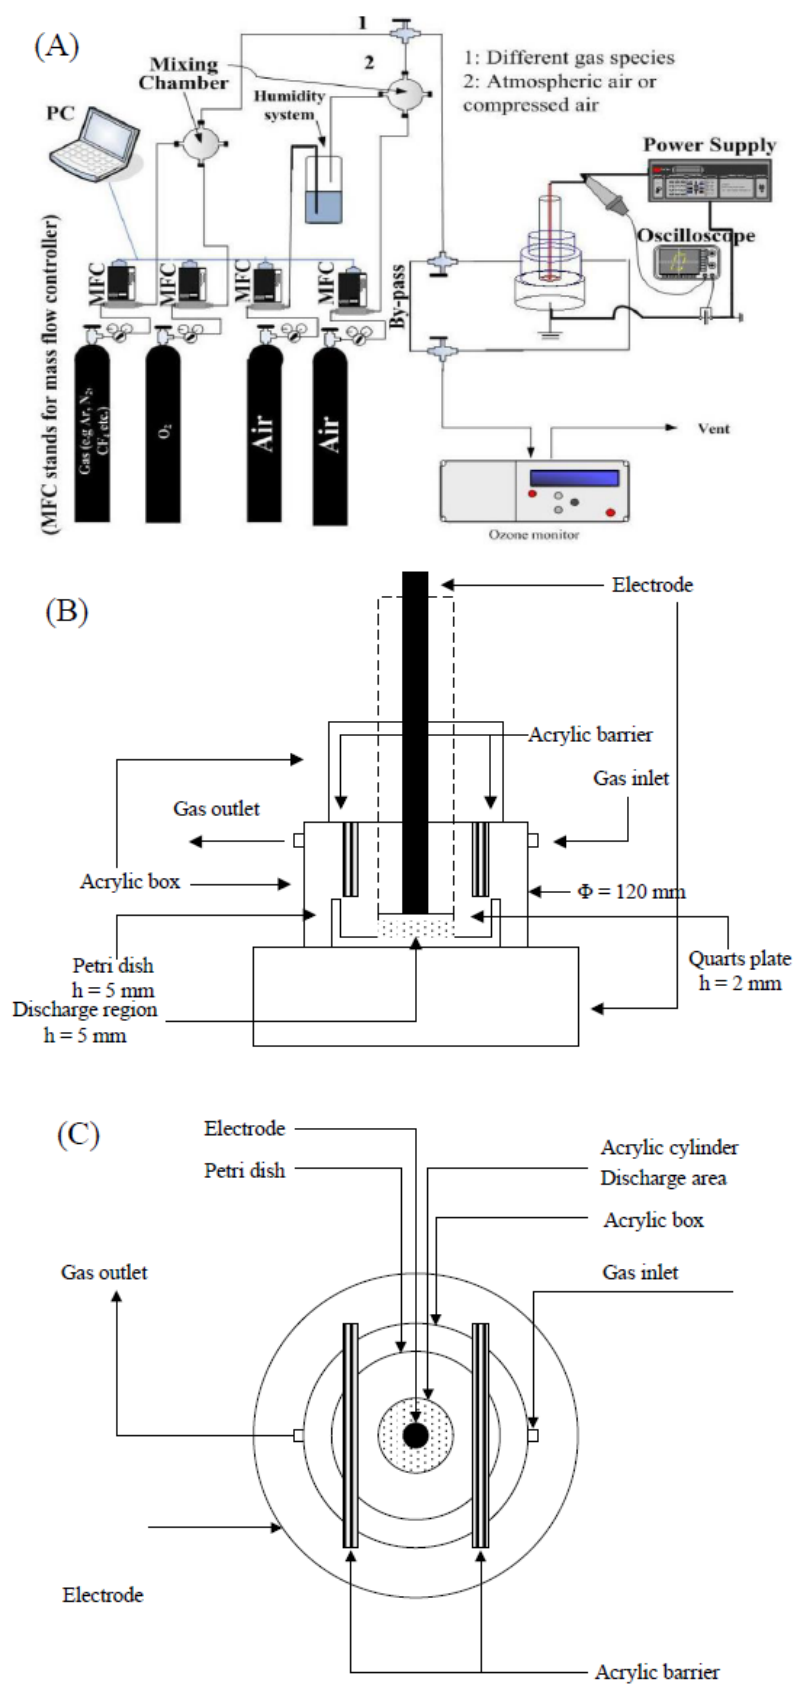 (A)
1
2
1: Different gas species
2: Atmospheric air or
compressed air
Mixing
Chamber
Humidity
system
PC
Power Supply
Oscilloscope
MFC
MFC
MFC
MFC
By-pass
(MFC stands for mass flow controller)
Gas (e.g Ar, N2,
CF4 etc.)
O2
Air
Air
Vent
Ozone monitor
(B)
Electrode
Acrylic barrier
Gas inlet
Gas outlet
Acrylic box
Φ = 120 mm
Petri dish
h = 5 mm
Quarts plate
h = 2 mm
Discharge region
h = 5 mm
(C)
Electrode
Acrylic cylinder
Petri dish
Discharge area
Acrylic box
Gas outlet
Gas inlet
Electrode
Acrylic barrier